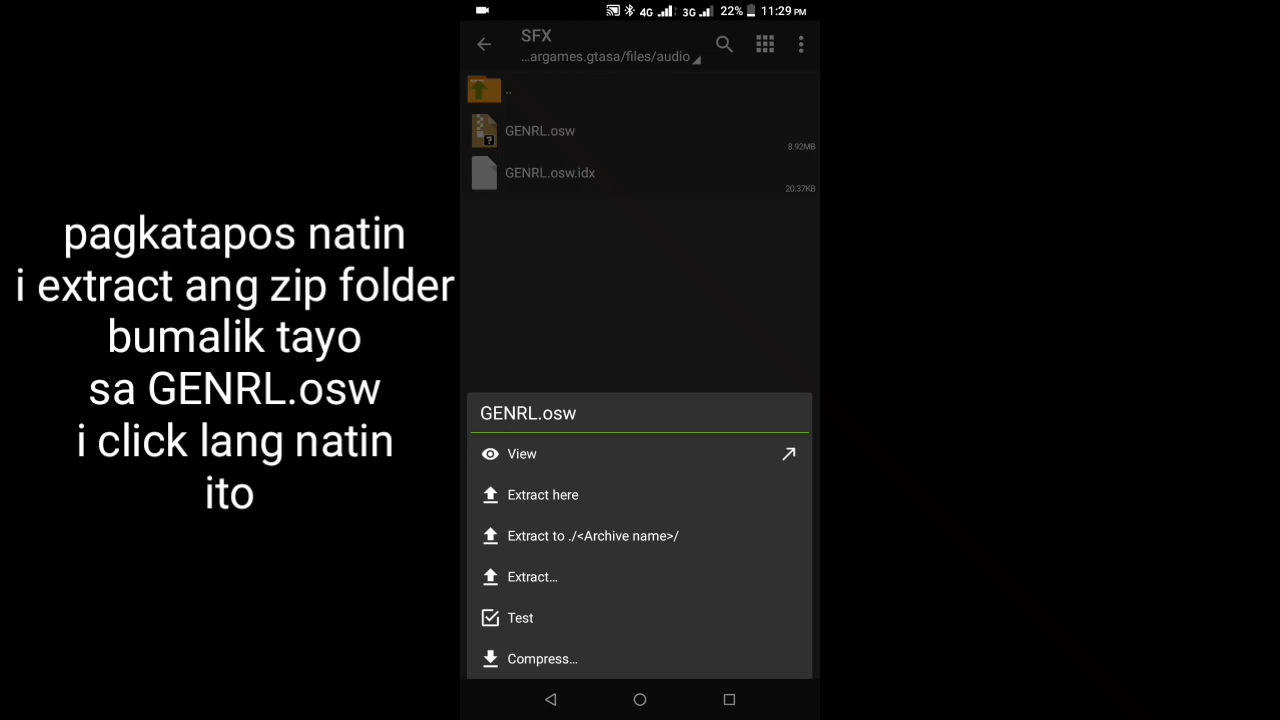 4G 3G 22% 11:29 PM
SFX
…argames.gtasa/files/audio
..
GENRL.osw
8.92MB
GENRL.osw.idx
20.37KB
pagkatapos natin
i extract ang zip folder
bumalik tayo
sa GENRL.osw
i click lang natin
ito
GENRL.osw
View
Extract here
Extract to ./<Archive name>/
Extract…
Test
Compress…